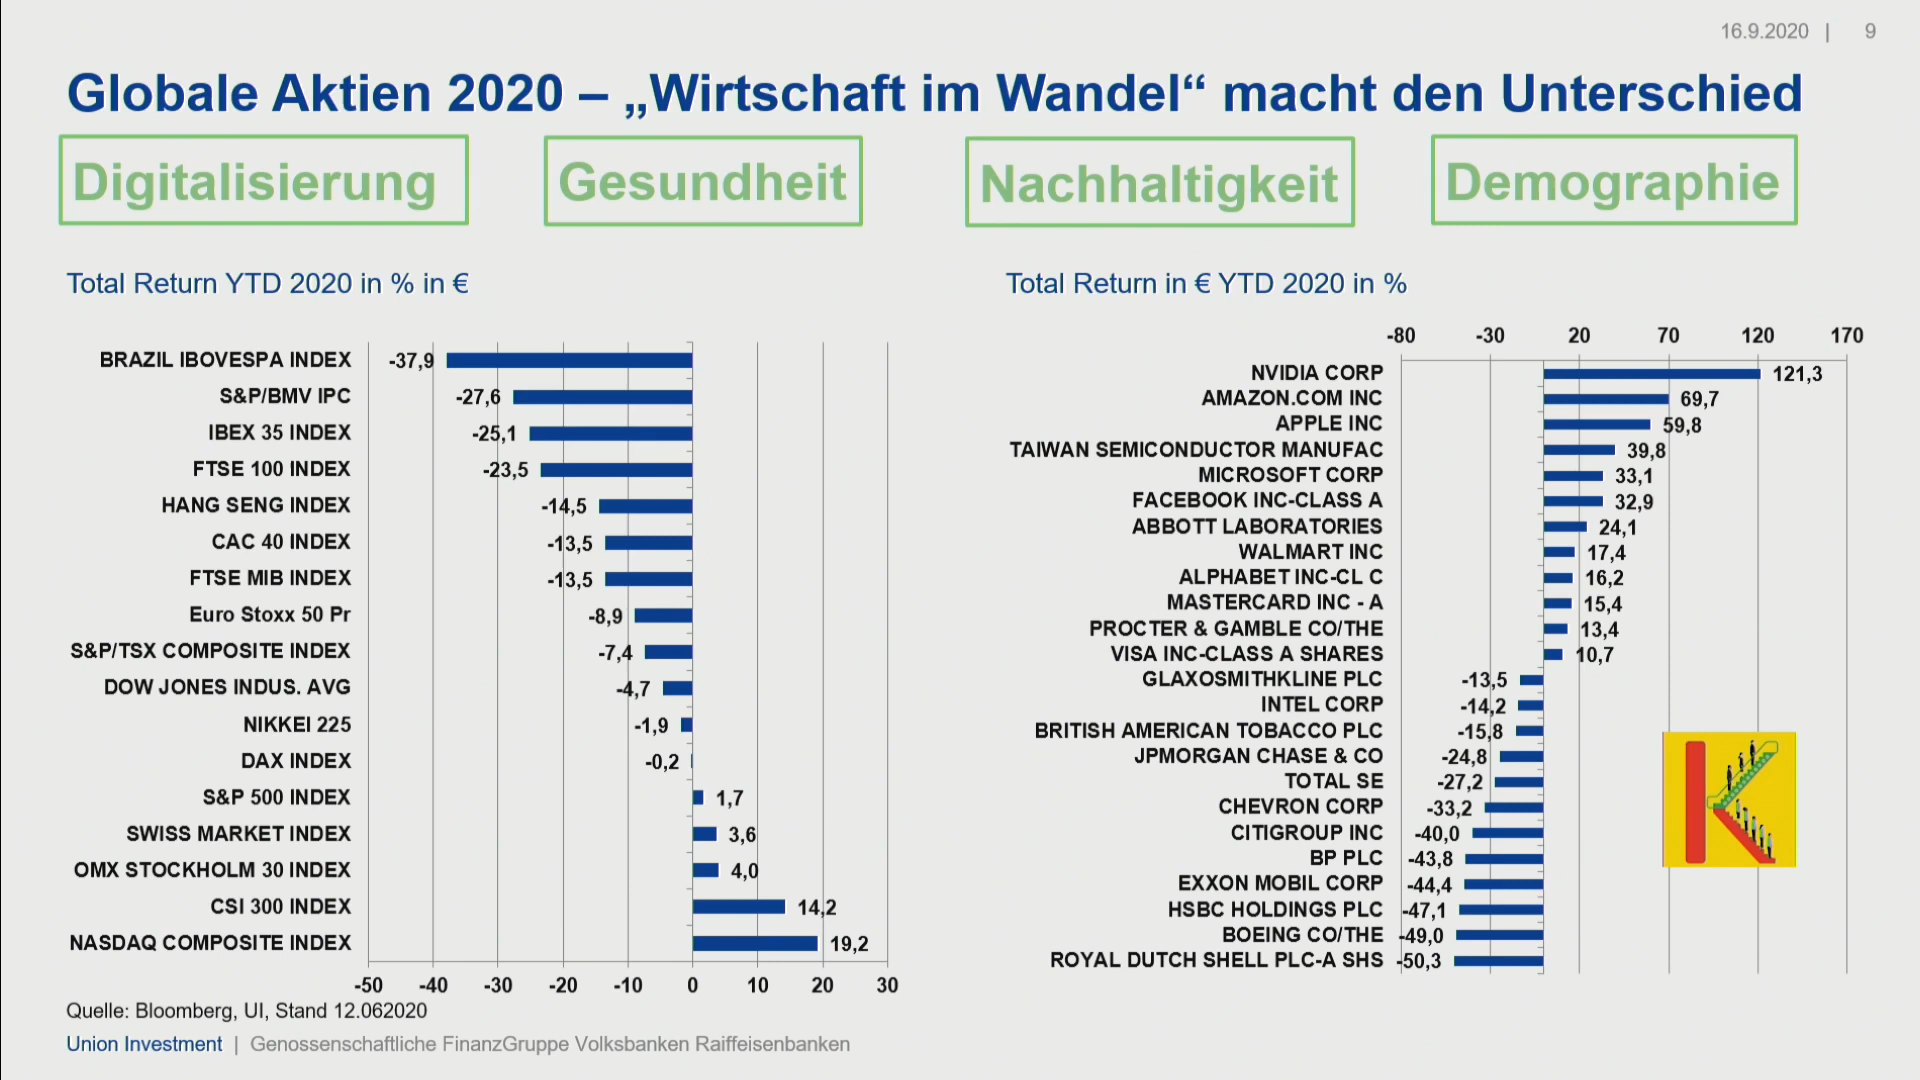 16.9.2020 | 9
Globale Aktien 2020 – „Wirtschaft im Wandel“ macht den Unterschied
Digitalisierung
Gesundheit
Nachhaltigkeit
Demographie
Total Return YTD 2020 in % in €
BRAZIL IBOVESPA INDEX -37,9
S&P/BMV IPC -27,6
IBEX 35 INDEX -25,1
FTSE 100 INDEX -23,5
HANG SENG INDEX -14,5
CAC 40 INDEX -13,5
FTSE MIB INDEX -13,5
Euro Stoxx 50 Pr -8,9
S&P/TSX COMPOSITE INDEX -7,4
DOW JONES INDUS. AVG -4,7
NIKKEI 225 -1,9
DAX INDEX -0,2
S&P 500 INDEX 1,7
SWISS MARKET INDEX 3,6
OMX STOCKHOLM 30 INDEX 4,0
CSI 300 INDEX 14,2
NASDAQ COMPOSITE INDEX 19,2
-50 -40 -30 -20 -10 0 10 20 30
Total Return in € YTD 2020 in %
-80 -30 20 70 120 170
NVIDIA CORP 121,3
AMAZON.COM INC 69,7
APPLE INC 59,8
TAIWAN SEMICONDUCTOR MANUFAC 39,8
MICROSOFT CORP 33,1
FACEBOOK INC-CLASS A 32,9
ABBOTT LABORATORIES 24,1
WALMART INC 17,4
ALPHABET INC-CL C 16,2
MASTERCARD INC - A 15,4
PROCTER & GAMBLE CO/THE 13,4
VISA INC-CLASS A SHARES 10,7
GLAXOSMITHKLINE PLC -13,5
INTEL CORP -14,2
BRITISH AMERICAN TOBACCO PLC -15,8
JPMORGAN CHASE & CO -24,8
TOTAL SE -27,2
CHEVRON CORP -33,2
CITIGROUP INC -40,0
BP PLC -43,8
EXXON MOBIL CORP -44,4
HSBC HOLDINGS PLC -47,1
BOEING CO/THE -49,0
ROYAL DUTCH SHELL PLC-A SHS -50,3
K
Quelle: Bloomberg, UI, Stand 12.062020
Union Investment | Genossenschaftliche FinanzGruppe Volksbanken Raiffeisenbanken